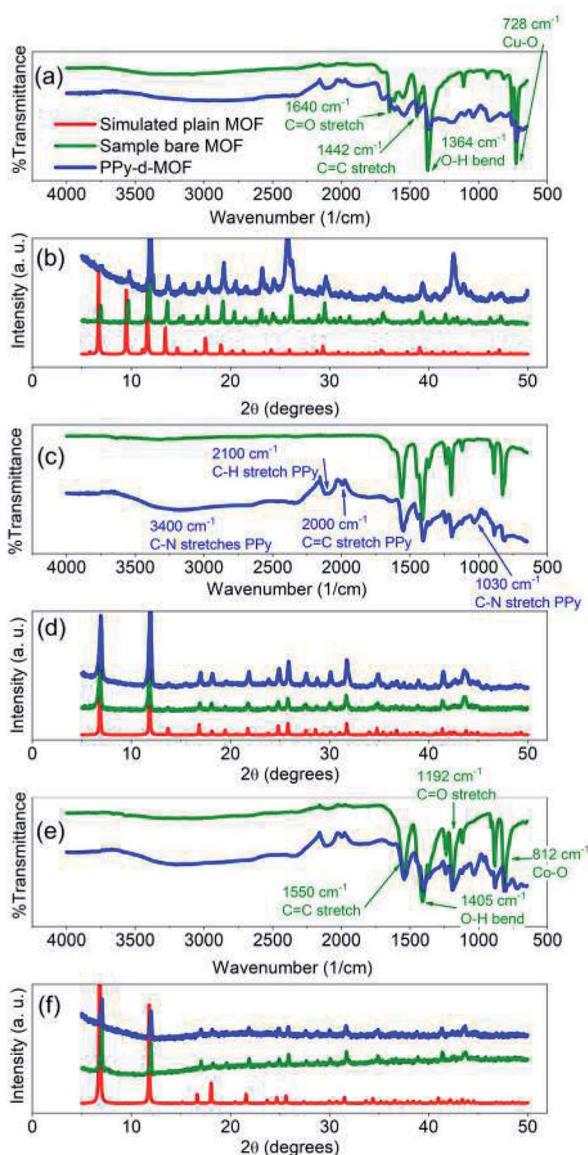 (a)
728 cm-1
Cu-O
1640 cm-1
C=O stretch
1442 cm-1
C=C stretch
1364 cm-1
O-H bend
Simulated plain MOF
Sample bare MOF
PPy-d-MOF
%Transmittance
4000 3500 3000 2500 2000 1500 1000 500
Wavenumber (1/cm)
(b)
Intensity (a. u.)
0 10 20 30 40 50
2θ (degrees)
(c)
2100 cm-1
C-H stretch PPy
3400 cm-1
C-N stretches PPy
2000 cm-1
C=C stretch PPy
1030 cm-1
C-N stretch PPy
%Transmittance
4000 3500 3000 2500 2000 1500 1000 500
Wavenumber (1/cm)
(d)
Intensity (a. u.)
0 10 20 30 40 50
2θ (degrees)
(e)
1192 cm-1
C=O stretch
812 cm-1
Co-O
1550 cm-1
C=C stretch
1405 cm-1
O-H bend
%Transmittance
4000 3500 3000 2500 2000 1500 1000 500
Wavenumber (1/cm)
(f)
Intensity (a. u.)
0 10 20 30 40 50
2θ (degrees)